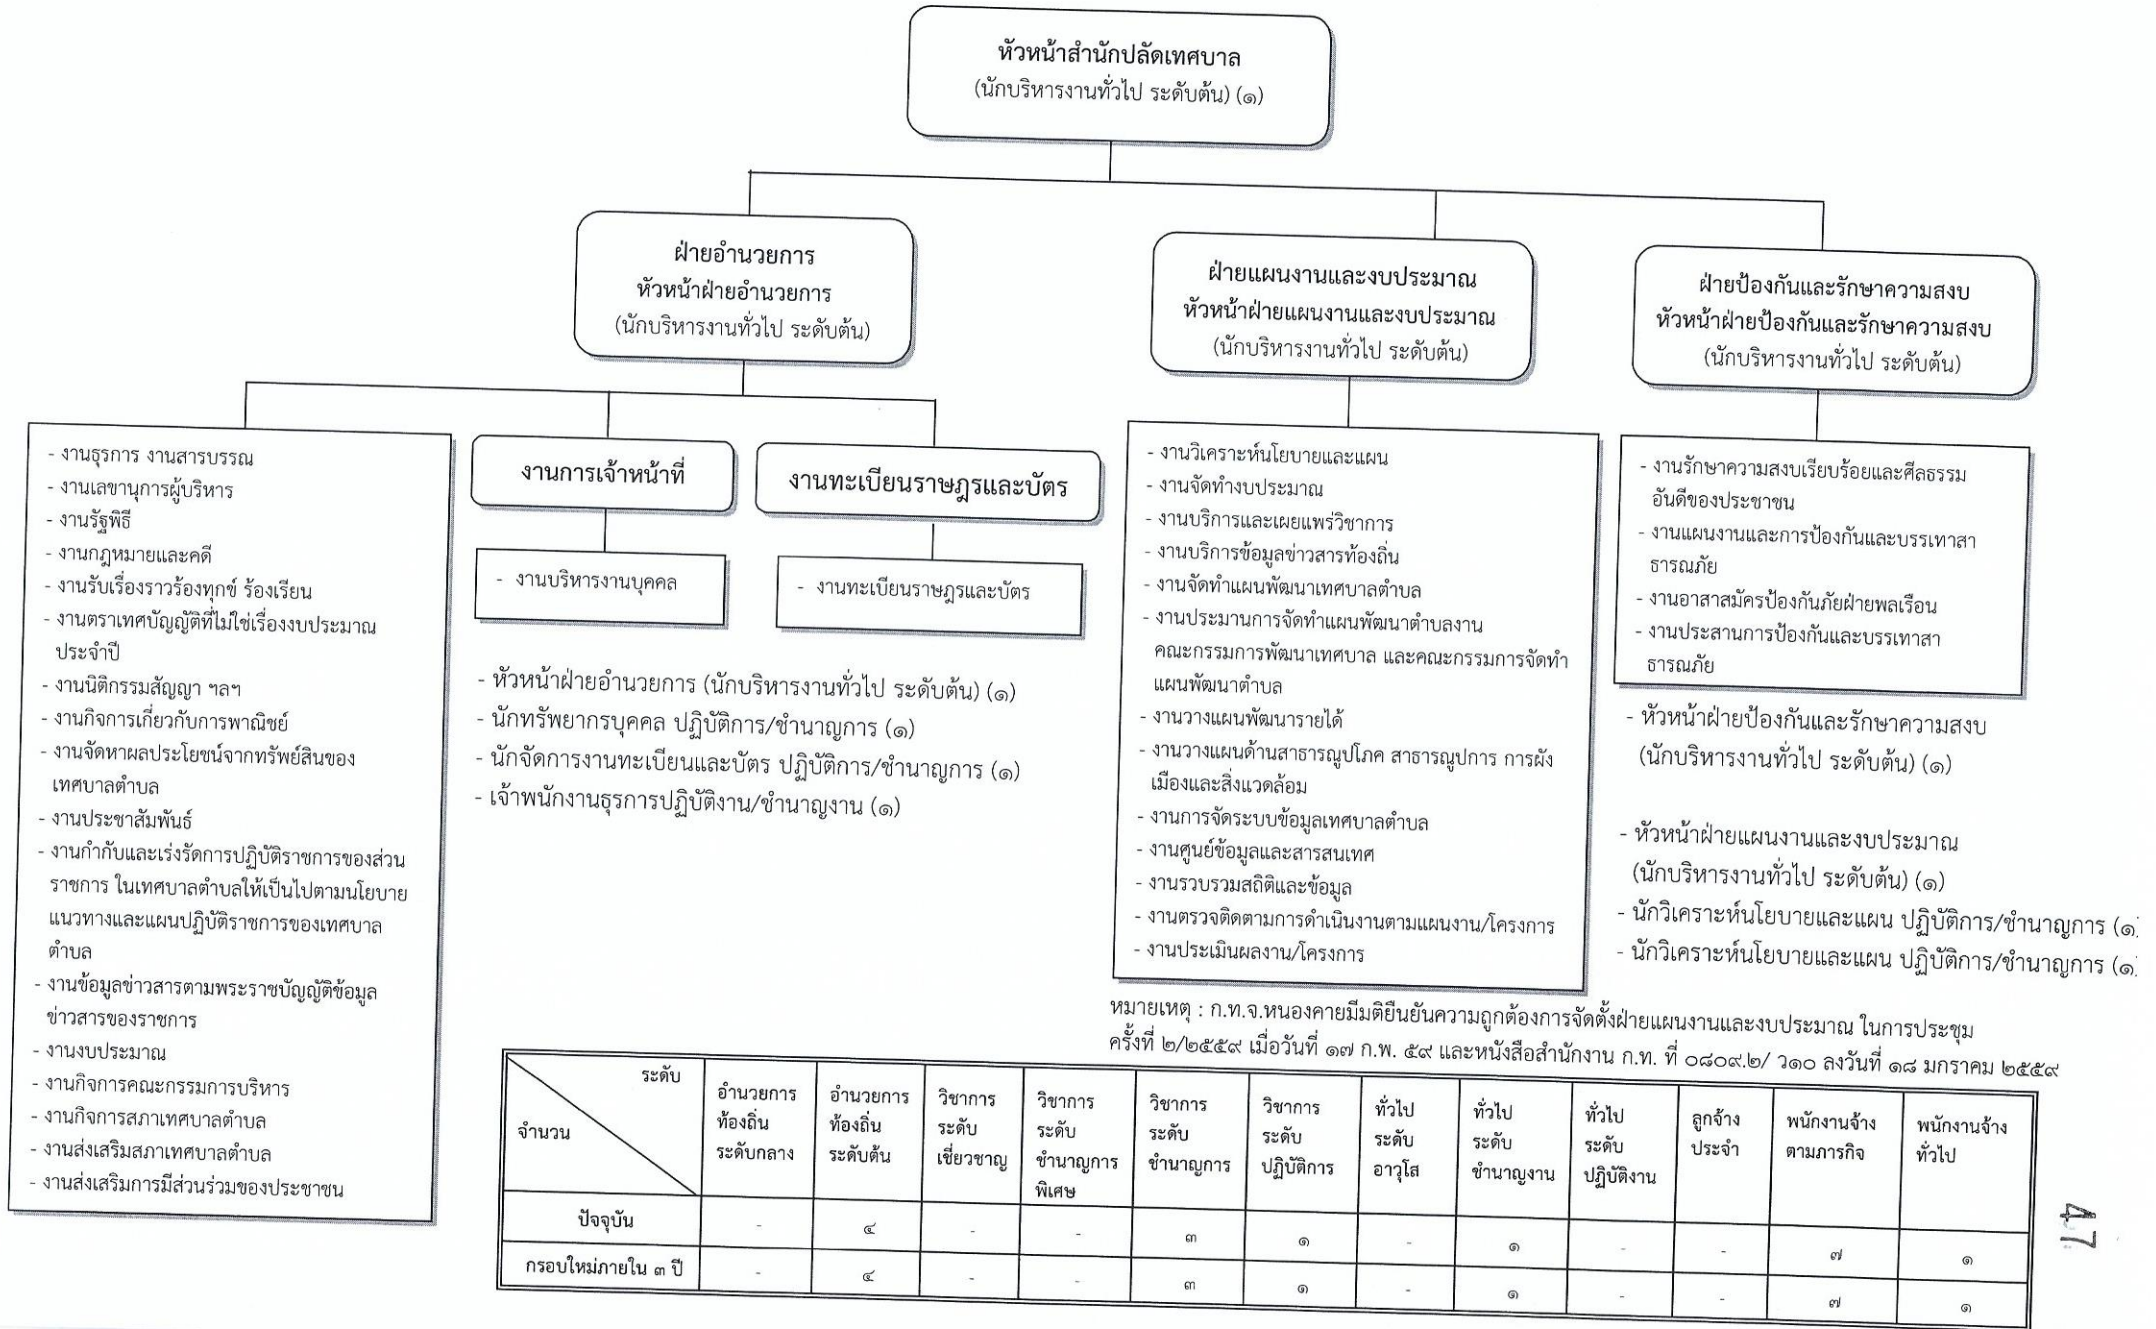 หัวหน้าสำนักปลัดเทศบาล
(นักบริหารงานทั่วไป ระดับต้น) (๑)
ฝ่ายอำนวยการ
หัวหน้าฝ่ายอำนวยการ
(นักบริหารงานทั่วไป ระดับต้น)
ฝ่ายแผนงานและงบประมาณ
หัวหน้าฝ่ายแผนงานและงบประมาณ
(นักบริหารงานทั่วไป ระดับต้น)
ฝ่ายป้องกันและรักษาความสงบ
หัวหน้าฝ่ายป้องกันและรักษาความสงบ
(นักบริหารงานทั่วไป ระดับต้น)
- งานธุรการ งานสารบรรณ
- งานเลขานุการผู้บริหาร
- งานรัฐพิธี
- งานกฎหมายและคดี
- งานรับเรื่องราวร้องทุกข์ ร้องเรียน
- งานตราเทศบัญญัติที่ไม่ใช่เรื่องงบประมาณ
ประจำปี
- งานนิติกรรมสัญญา ฯลฯ
- งานกิจการเกี่ยวกับการพาณิชย์
- งานจัดหาผลประโยชน์จากทรัพย์สินของ
เทศบาลตำบล
- งานประชาสัมพันธ์
- งานกำกับและเร่งรัดการปฏิบัติราชการของส่วน
ราชการ ในเทศบาลตำบลให้เป็นไปตามนโยบาย
แนวทางและแผนปฏิบัติราชการของเทศบาล
ตำบล
- งานข้อมูลข่าวสารตามพระราชบัญญัติข้อมูล
ข่าวสารของราชการ
- งานงบประมาณ
- งานกิจการคณะกรรมการบริหาร
- งานกิจการสภาเทศบาลตำบล
- งานส่งเสริมสภาเทศบาลตำบล
- งานส่งเสริมการมีส่วนร่วมของประชาชน
งานการเจ้าหน้าที่
- งานบริหารงานบุคคล
งานทะเบียนราษฎรและบัตร
- งานทะเบียนราษฎรและบัตร
- หัวหน้าฝ่ายอำนวยการ (นักบริหารงานทั่วไป ระดับต้น) (๑)
- นักทรัพยากรบุคคล ปฏิบัติการ/ชำนาญการ (๑)
- นักจัดการงานทะเบียนและบัตร ปฏิบัติการ/ชำนาญการ (๑)
- เจ้าพนักงานธุรการปฏิบัติงาน/ชำนาญงาน (๑)
- งานวิเคราะห์นโยบายและแผน
- งานจัดทำงบประมาณ
- งานบริการและเผยแพร่วิชาการ
- งานบริการข้อมูลข่าวสารท้องถิ่น
- งานจัดทำแผนพัฒนาเทศบาลตำบล
- งานประมานการจัดทำแผนพัฒนาตำบลงาน
คณะกรรมการพัฒนาเทศบาล และคณะกรรมการจัดทำ
แผนพัฒนาตำบล
- งานวางแผนพัฒนารายได้
- งานวางแผนด้านสาธารณูปโภค สาธารณูปการ การผัง
เมืองและสิ่งแวดล้อม
- งานการจัดระบบข้อมูลเทศบาลตำบล
- งานศูนย์ข้อมูลและสารสนเทศ
- งานรวบรวมสถิติและข้อมูล
- งานตรวจติดตามการดำเนินงานตามแผนงาน/โครงการ
- งานประเมินผลงาน/โครงการ
- งานรักษาความสงบเรียบร้อยและศีลธรรม
อันดีของประชาชน
- งานแผนงานและการป้องกันและบรรเทาสา
ธารณภัย
- งานอาสาสมัครป้องกันภัยฝ่ายพลเรือน
- งานประสานการป้องกันและบรรเทาสา
ธารณภัย
- หัวหน้าฝ่ายป้องกันและรักษาความสงบ
(นักบริหารงานทั่วไป ระดับต้น) (๑)
- หัวหน้าฝ่ายแผนงานและงบประมาณ
(นักบริหารงานทั่วไป ระดับต้น) (๑)
- นักวิเคราะห์นโยบายและแผน ปฏิบัติการ/ชำนาญการ (๑)
- นักวิเคราะห์นโยบายและแผน ปฏิบัติการ/ชำนาญการ (๑)
หมายเหตุ : ก.ท.จ.หนองคายมีมติยืนยันความถูกต้องการจัดตั้งฝ่ายแผนงานและงบประมาณ ในการประชุม
ครั้งที่ ๒/๒๕๕๙ เมื่อวันที่ ๑๗ ก.พ. ๕๙ และหนังสือสำนักงาน ก.ท. ที่ ๐๘๐๙.๒/ ว๑๐ ลงวันที่ ๑๘ มกราคม ๒๕๕๙
ระดับ
จำนวน
อำนวยการ
ท้องถิ่น
ระดับกลาง
อำนวยการ
ท้องถิ่น
ระดับต้น
วิชาการ
ระดับ
เชี่ยวชาญ
วิชาการ
ระดับ
ชำนาญการ
พิเศษ
วิชาการ
ระดับ
ชำนาญการ
วิชาการ
ระดับ
ปฏิบัติการ
ทั่วไป
ระดับ
อาวุโส
ทั่วไป
ระดับ
ชำนาญงาน
ทั่วไป
ระดับ
ปฏิบัติงาน
ลูกจ้าง
ประจำ
พนักงานจ้าง
ตามภารกิจ
พนักงานจ้าง
ทั่วไป
ปัจจุบัน - ๔ - - ๓ ๑ - ๑ - - ๗ ๑
กรอบใหม่ภายใน ๓ ปี - ๔ - - ๓ ๑ - ๑ - - ๗ ๑
47